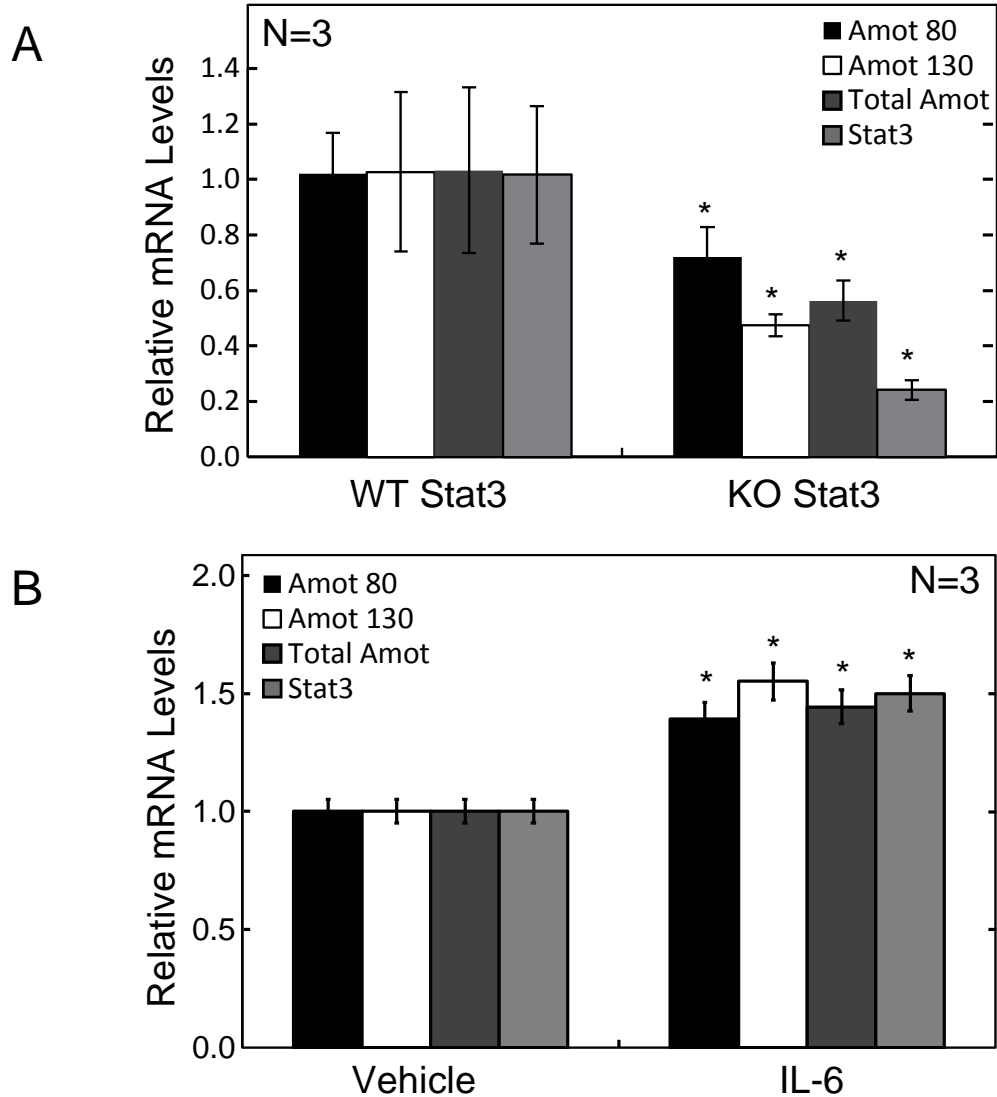 A
N=3
Amot 80
Amot 130
Total Amot
Stat3
Relative mRNA Levels
1.4
1.2
1.0
0.8
0.6
0.4
0.2
0.0
* * * *
WT Stat3 KO Stat3
B
Amot 80
Amot 130
Total Amot
Stat3
N=3
Relative mRNA Levels
2.0
1.5
1.0
0.5
0.0
* * * *
Vehicle IL-6